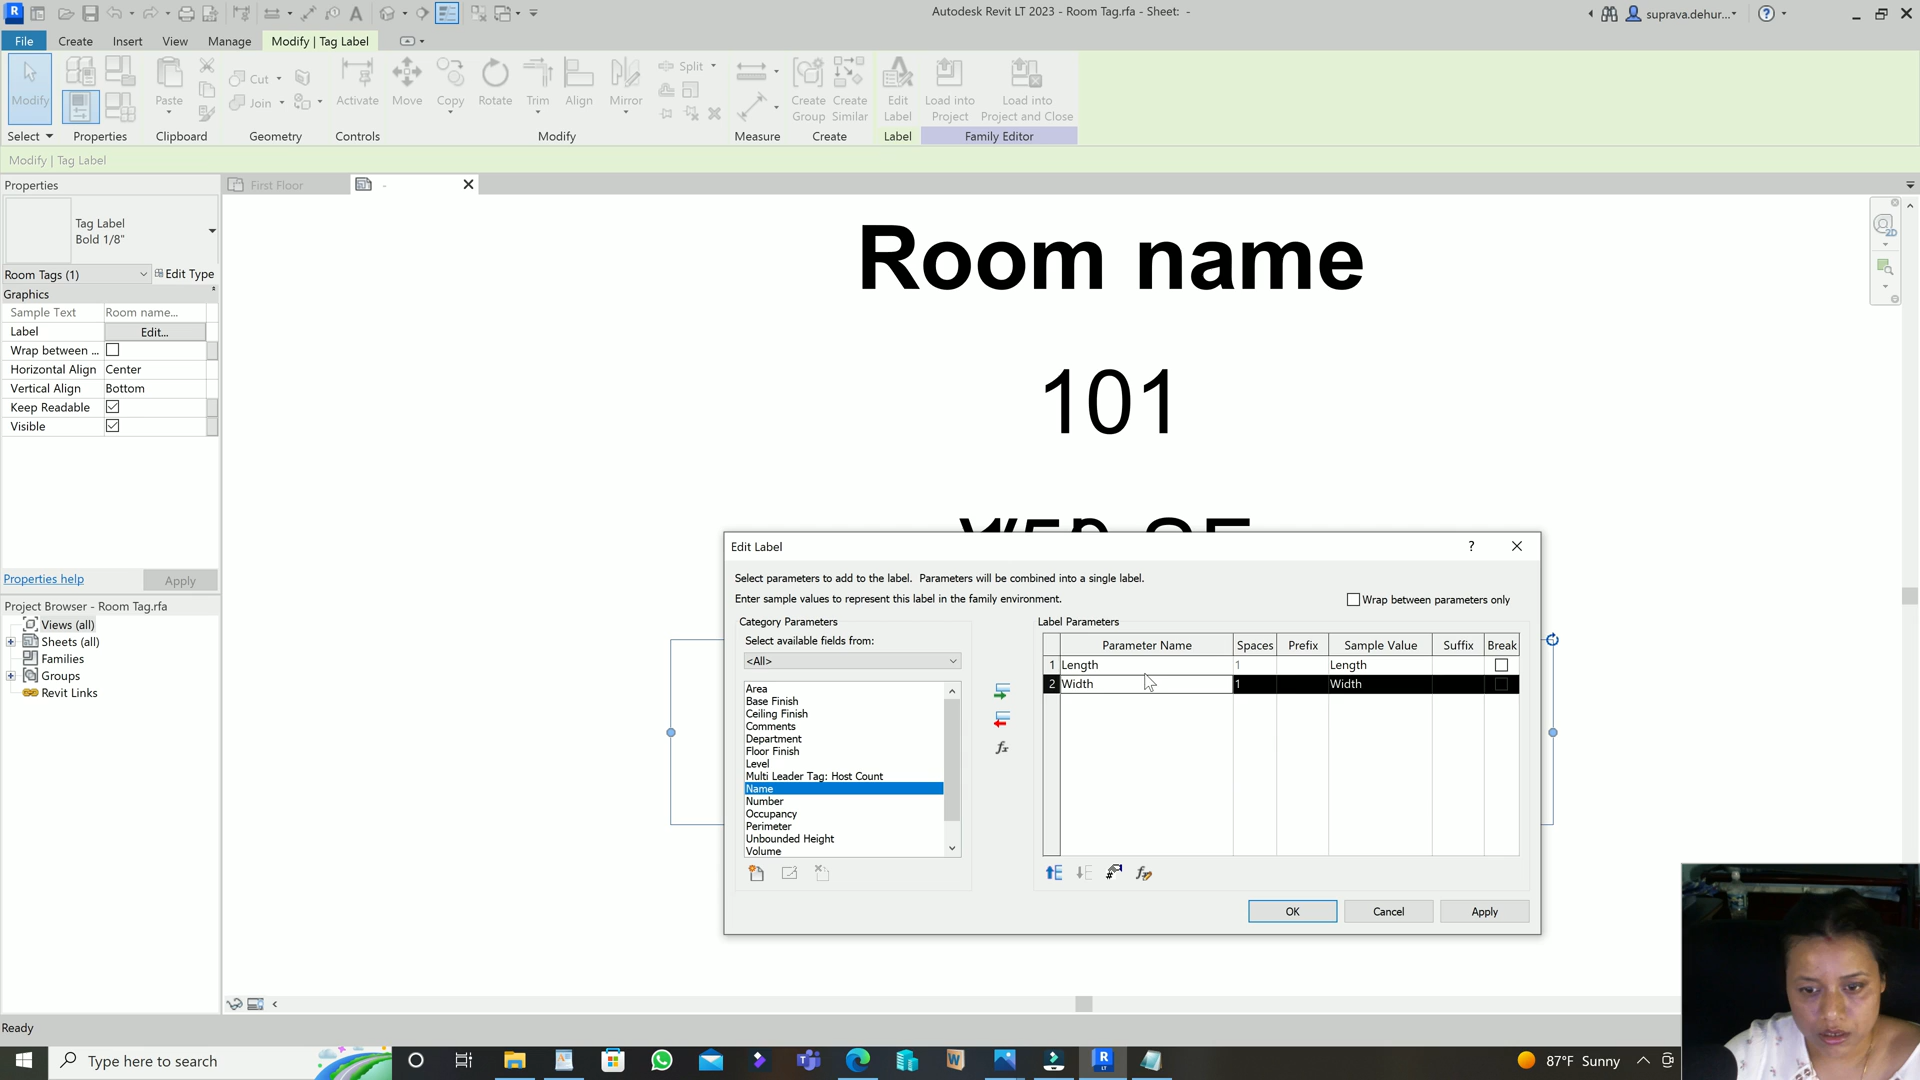 Autodesk Revit LT 2023 - Room Tag.rfa - Sheet: -
suprava.dehur...
File Create Insert View Manage Modify | Tag Label
Modify
Paste
Cut
Join
Activate
Move
Copy
Rotate
Trim
Align
Mirror
Split
Create Group
Create Similar
Edit Label
Load into Project
Load into Project and Close
Select Properties Clipboard Geometry Controls Modify Measure Create Label Family Editor
Modify | Tag Label
Properties
First Floor
-
Tag Label
Bold 1/8"
Room Tags (1)
Edit Type
Graphics
Sample Text Room name...
Label Edit...
Wrap between ...
Horizontal Align Center
Vertical Align Bottom
Keep Readable
Visible
Properties help
Apply
Project Browser - Room Tag.rfa
Views (all)
Sheets (all)
Families
Groups
Revit Links
Room name
101
Edit Label
Select parameters to add to the label. Parameters will be combined into a single label.
Enter sample values to represent this label in the family environment.
Wrap between parameters only
Category Parameters
Select available fields from:
<All>
Area
Base Finish
Ceiling Finish
Comments
Department
Floor Finish
Level
Multi Leader Tag: Host Count
Name
Number
Occupancy
Perimeter
Unbounded Height
Volume
Label Parameters
Parameter Name Spaces Prefix Sample Value Suffix Break
1 Length 1 Length
2 Width 1 Width
OK
Cancel
Apply
Ready
Type here to search
87°F Sunny